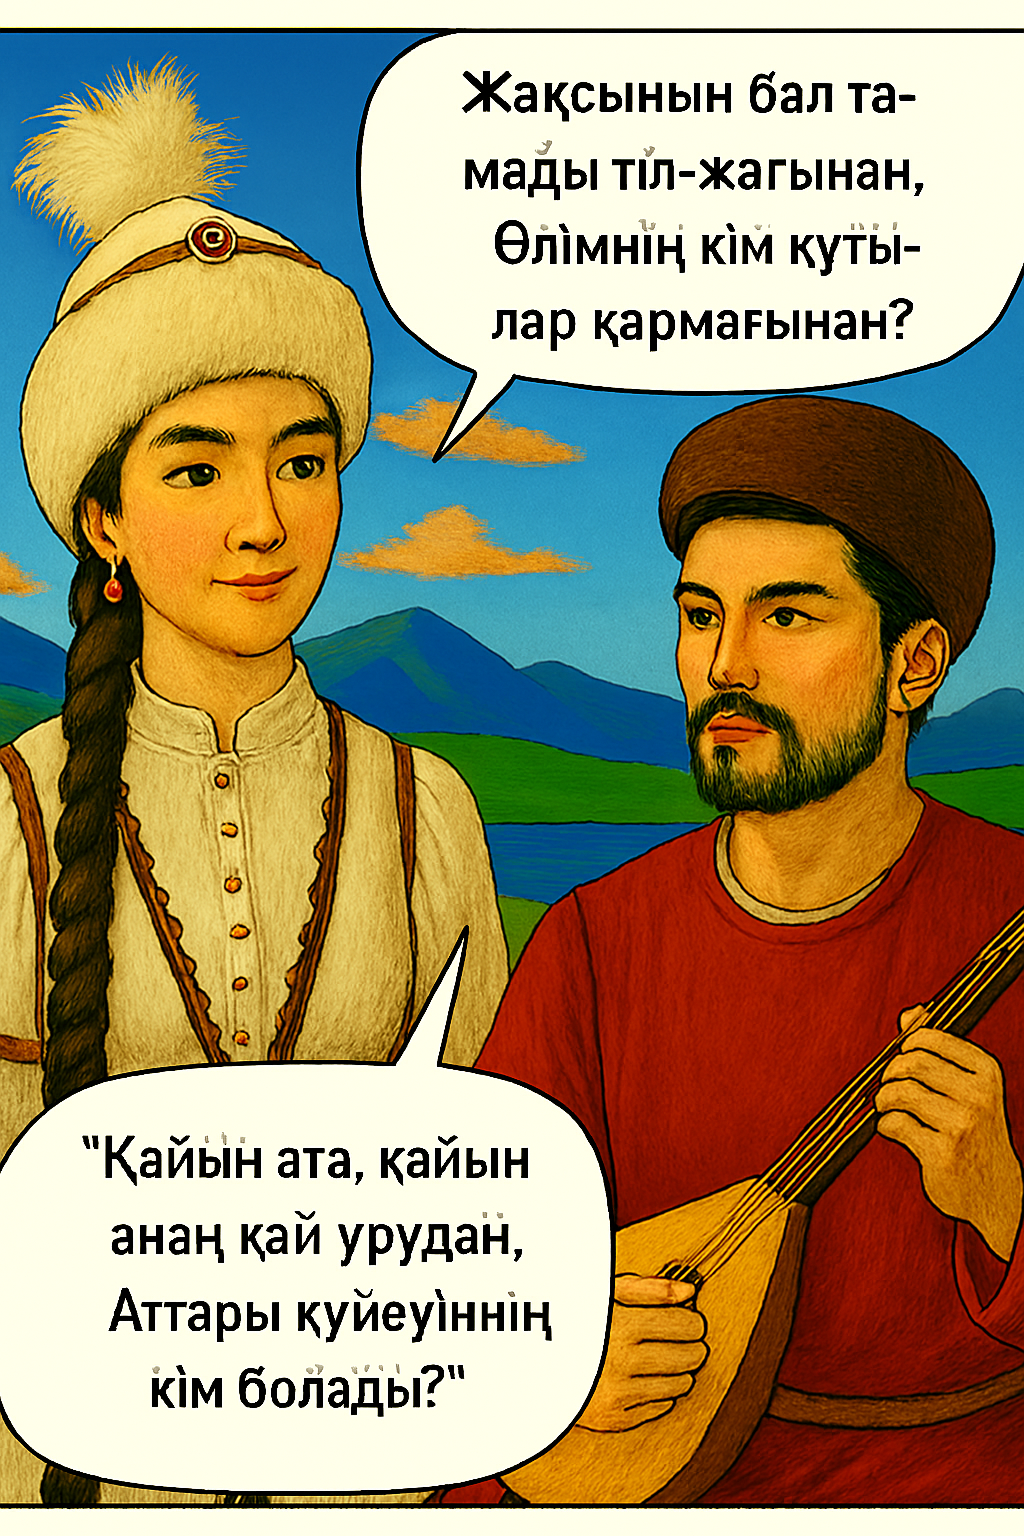 Жақсынын бал та-
мады тіл-жагынан,
Өлімнің кім құты-
лар қармағынан?
"Қайын ата, қайын
анаң қай урудан,
Аттары қуйеуіннің
кім болады?"